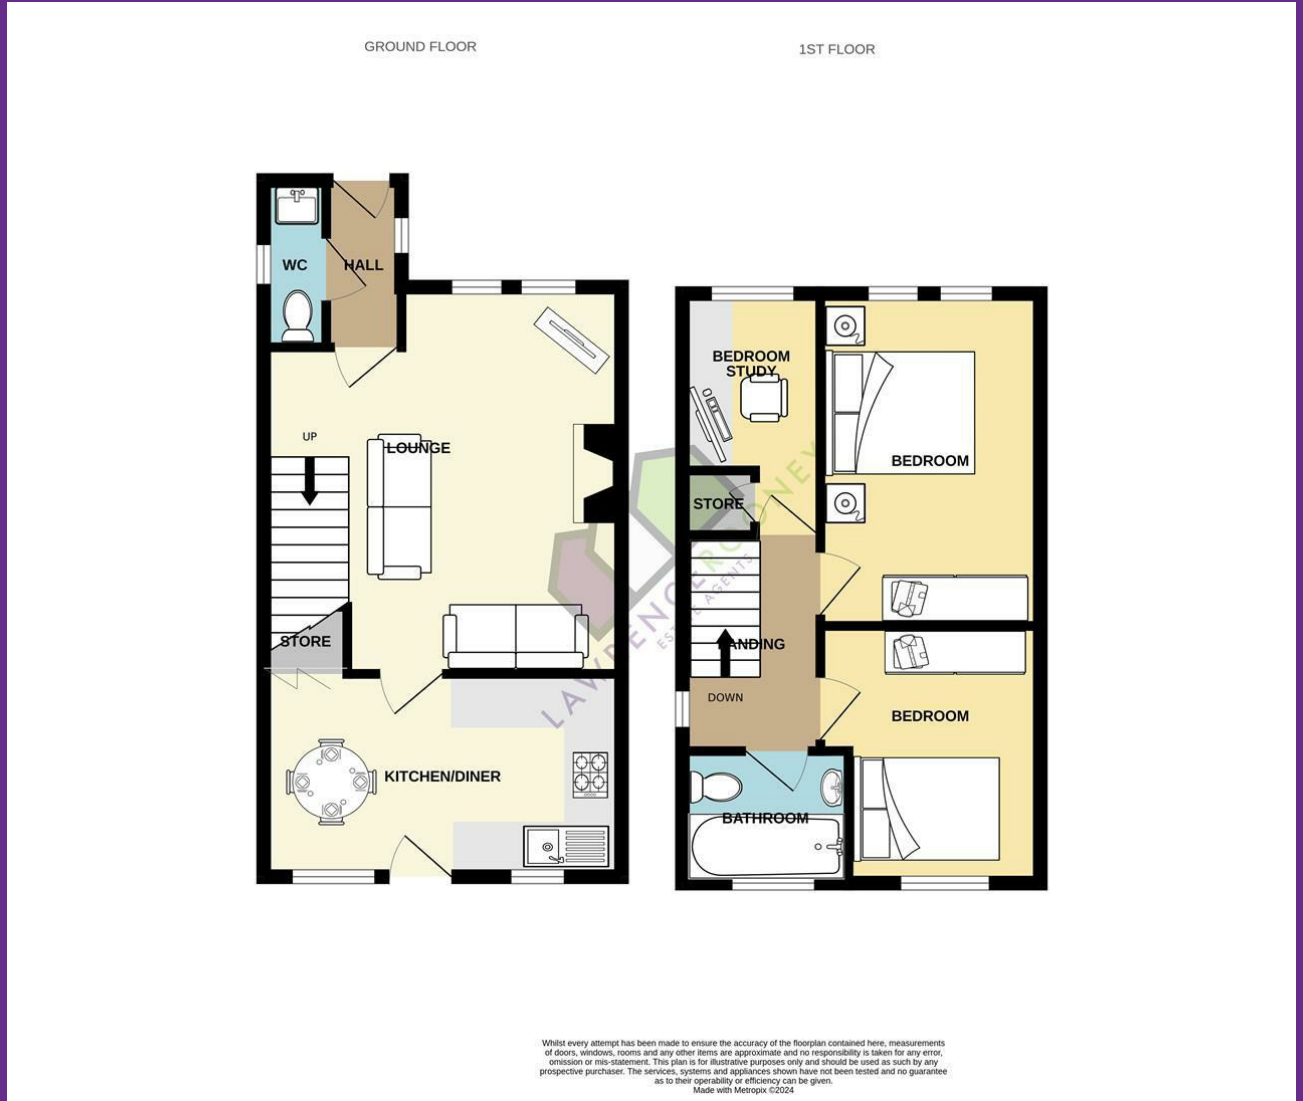 GROUND FLOOR
1ST FLOOR
WC
HALL
UP
LOUNGE
STORE
KITCHEN/DINER
BEDROOM
STUDY
BEDROOM
STORE
LANDING
DOWN
BEDROOM
BATHROOM
LAWRENCE ROONEY
ESTATE AGENTS
Whilst every attempt has been made to ensure the accuracy of the floorplan contained here, measurements
of doors, windows, rooms and any other items are approximate and no responsibility is taken for any error,
omission or mis-statement. This plan is for illustrative purposes only and should be used as such by any
prospective purchaser. The services, systems and appliances shown have not been tested and no guarantee
as to their operability or efficiency can be given.
Made with Metropix ©2024